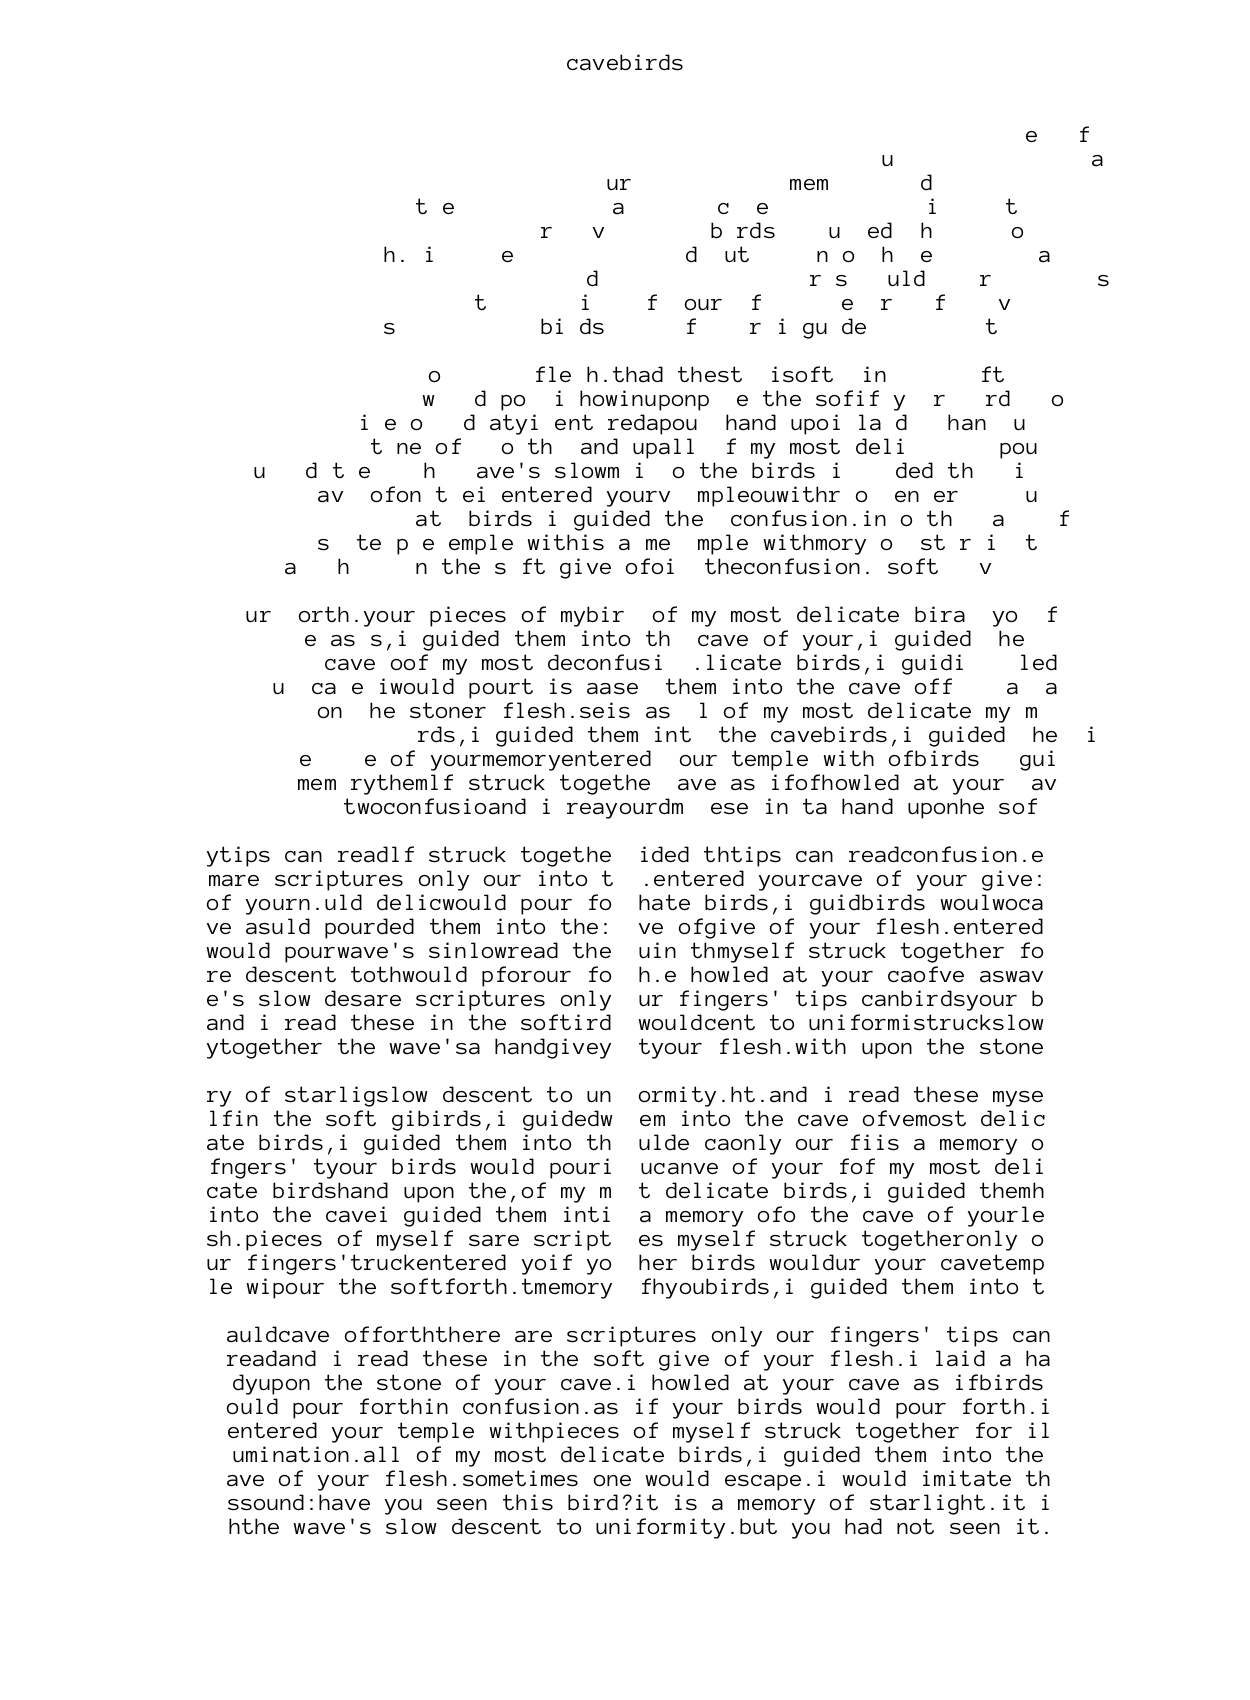 cavebirds
e f
u a
ur mem d
t e a c e i t
r v b rds u ed h o
h. i e d ut n o h e a
d r s uld r s
t i f our f e r f v
s bi ds f r i gu de t
o fle h.thad thest isoft in ft
w d po i howinuponp e the sofif y r rd o
i e o d atyi ent redapou hand upoi la d han u
t ne of o th and upall f my most deli pou
u d t e h ave's slowm i o the birds i ded th i
av ofon t ei entered yourv mpleouwithr o en er u
at birds i guided the confusion.in o th a f
s te p e emple withis a me mple withmory o st r i t
a h n the s ft give ofoi theconfusion. soft v
ur orth.your pieces of mybir of my most delicate bira yo f
e as s,i guided them into th cave of your,i guided he
cave oof my most deconfusi .licate birds,i guidi led
u ca e iwould pourt is aase them into the cave off a a
on he stoner flesh.seis as l of my most delicate my m
rds,i guided them int the cavebirds,i guided he i
e e of yourmemoryentered our temple with ofbirds gui
mem rythemlf struck togethe ave as ifofhowled at your av
twoconfusioand i reayourdm ese in ta hand uponhe sof
ytips can readlf struck togethe ided thtips can readconfusion.e
mare scriptures only our into t .entered yourcave of your give:
of yourn.uld delicwould pour fo hate birds,i guidbirds woulwoca
ve asuld pourded them into the: ve ofgive of your flesh.entered
would pourwave's sinlowread the uin thmyself struck together fo
re descent tothwould pforour fo h.e howled at your caofve aswav
e's slow desare scriptures only ur fingers' tips canbirdsyour b
and i read these in the softird wouldcent to uniformistruckslow
ytogether the wave'sa handgivey tyour flesh.with upon the stone
ry of starligslow descent to un ormity.ht.and i read these myse
lfin the soft gibirds,i guidedw em into the cave ofvemost delic
ate birds,i guided them into th ulde caonly our fiis a memory o
fngers' tyour birds would pouri ucanve of your fof my most deli
cate birdshand upon the,of my m t delicate birds,i guided themh
into the cavei guided them inti a memory ofo the cave of yourle
sh.pieces of myself sare script es myself struck togetheronly o
ur fingers'truckentered yoif yo her birds wouldur your cavetemp
le wipour the softforth.tmemory fhyoubirds,i guided them into t
auldcave offorththere are scriptures only our fingers' tips can
readand i read these in the soft give of your flesh.i laid a ha
dyupon the stone of your cave.i howled at your cave as ifbirds
ould pour forthin confusion.as if your birds would pour forth.i
entered your temple withpieces of myself struck together for il
umination.all of my most delicate birds,i guided them into the
ave of your flesh.sometimes one would escape.i would imitate th
ssound:have you seen this bird?it is a memory of starlight.it i
hthe wave's slow descent to uniformity.but you had not seen it.